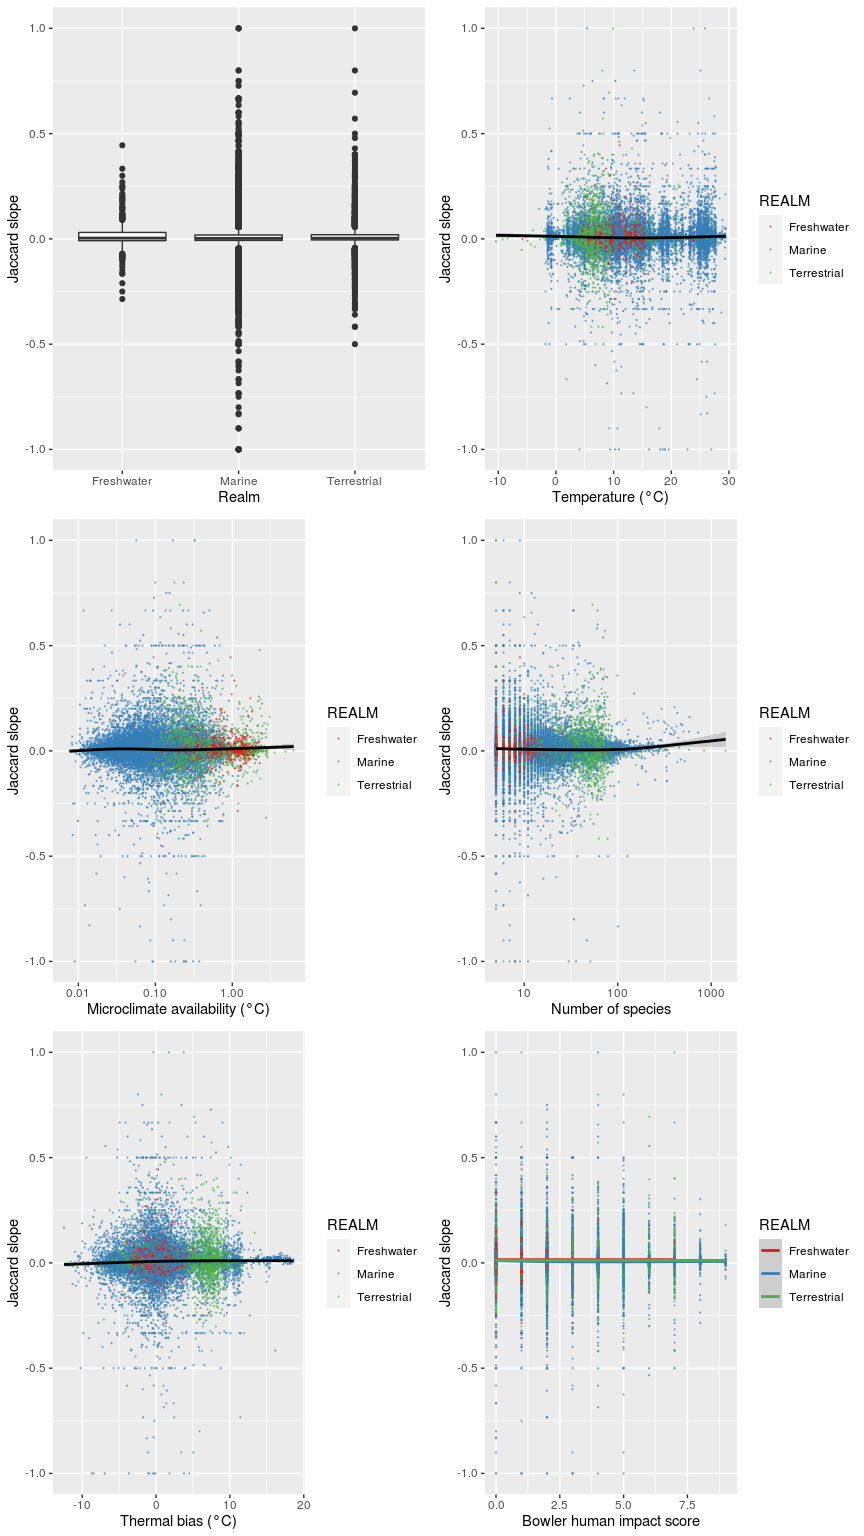 Jaccard slope
1.0
0.5
0.0
-0.5
-1.0
Freshwater Marine Terrestrial
Realm
Jaccard slope
1.0
0.5
0.0
-0.5
-1.0
-10 0 10 20 30
Temperature (°C)
REALM
Freshwater
Marine
Terrestrial
Jaccard slope
1.0
0.5
0.0
-0.5
-1.0
0.01 0.10 1.00
Microclimate availability (°C)
REALM
Freshwater
Marine
Terrestrial
Jaccard slope
1.0
0.5
0.0
-0.5
-1.0
10 100 1000
Number of species
REALM
Freshwater
Marine
Terrestrial
Jaccard slope
1.0
0.5
0.0
-0.5
-1.0
-10 0 10 20
Thermal bias (°C)
REALM
Freshwater
Marine
Terrestrial
Jaccard slope
1.0
0.5
0.0
-0.5
-1.0
0.0 2.5 5.0 7.5
Bowler human impact score
REALM
Freshwater
Marine
Terrestrial